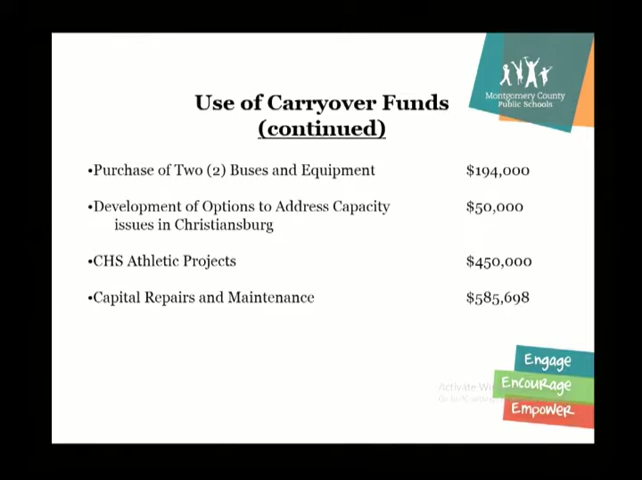 Montgomery County
Public Schools
Use of Carryover Funds
(continued)
•Purchase of Two (2) Buses and Equipment $194,000
•Development of Options to Address Capacity $50,000
issues in Christiansburg
•CHS Athletic Projects $450,000
•Capital Repairs and Maintenance $585,698
Engage
Activate
Encourage
Empower